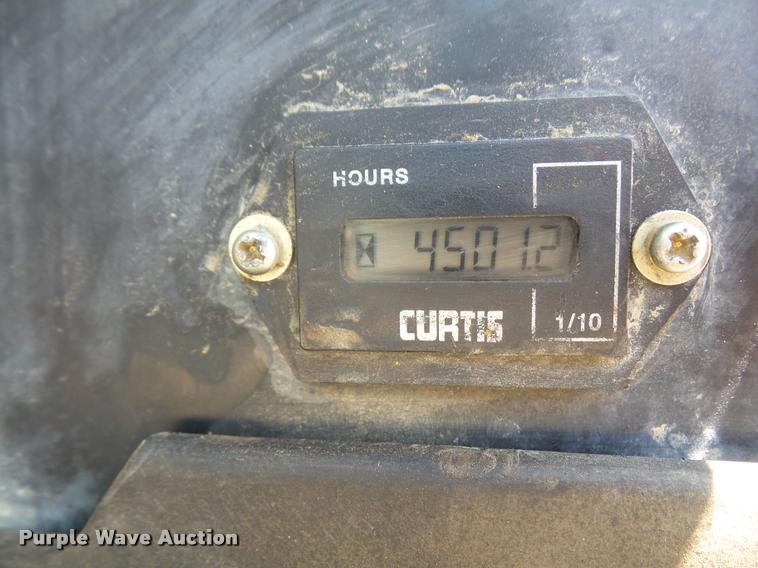 HOURS
4501.2
CURTIS
1/10
Purple Wave Auction